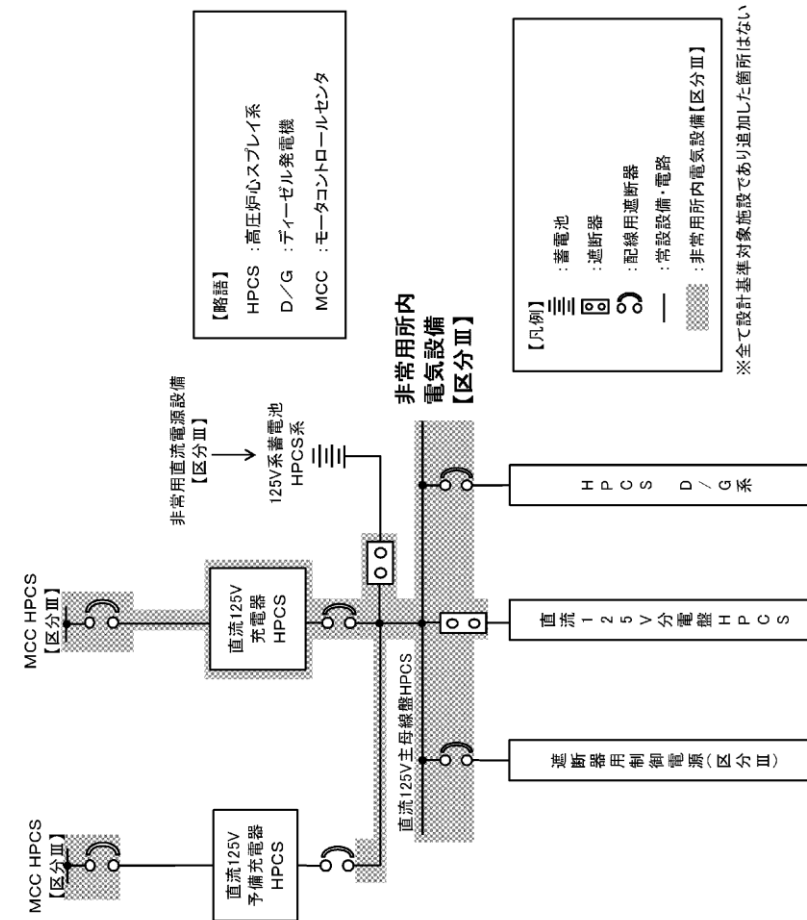 MCC HPCS
【区分Ⅲ】
MCC HPCS
【区分Ⅲ】
直流125V
予備充電器
HPCS
直流125V
充電器
HPCS
非常用直流電源設備
【区分Ⅲ】
125V系蓄電池
HPCS系
直流125V主母線盤HPCS
非常用所内
電気設備
【区分Ⅲ】
遮断器用制御電源(区分Ⅲ)
直流125V分電盤HPCS
HPCS D/G系
【略語】
HPCS :高圧炉心スプレイ系
D/G :ディーゼル発電機
MCC :モータコントロールセンタ
【凡例】
:蓄電池
:遮断器
:配線用遮断器
:常設設備・電路
:非常用所内電気設備【区分Ⅲ】
※全て設計基準対象施設であり追加した箇所はない